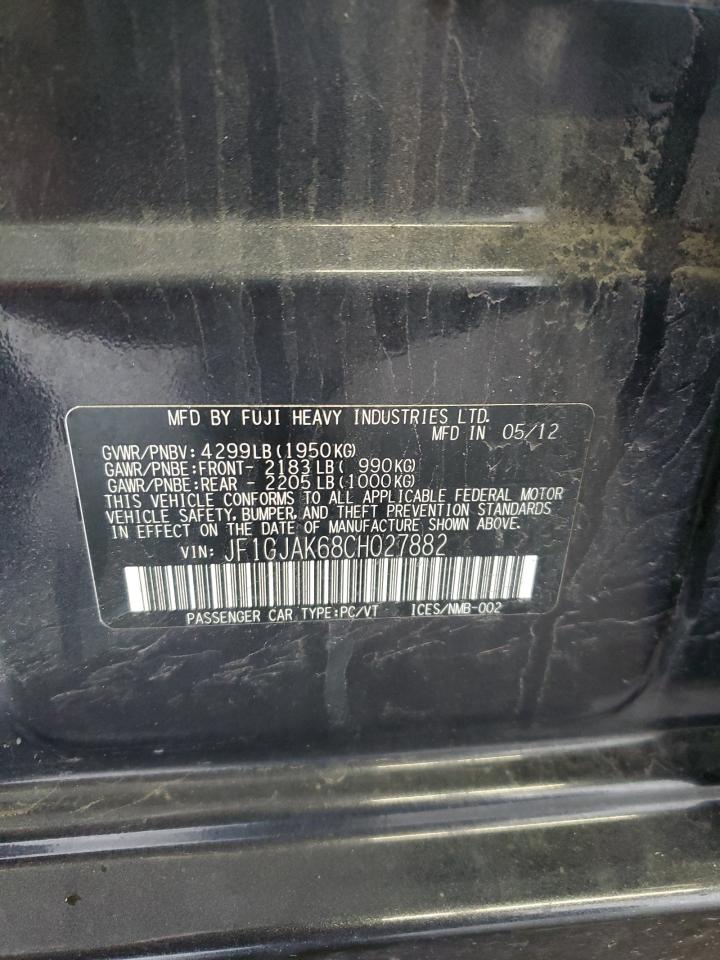 MFD BY FUJI HEAVY INDUSTRIES LTD.
MFD IN 05/12
GVWR/PNBV: 4299LB(1950KG)
GAWR/PNBE:FRONT- 2183LB( 990KG)
GAWR/PNBE:REAR - 2205LB(1000KG)
THIS VEHICLE CONFORMS TO ALL APPLICABLE FEDERAL MOTOR
VEHICLE SAFETY, BUMPER, AND THEFT PREVENTION STANDARDS
IN EFFECT ON THE DATE OF MANUFACTURE SHOWN ABOVE.
VIN: JF1GJAK68CH027882
PASSENGER CAR TYPE:PC/VT ICES/NMB-002